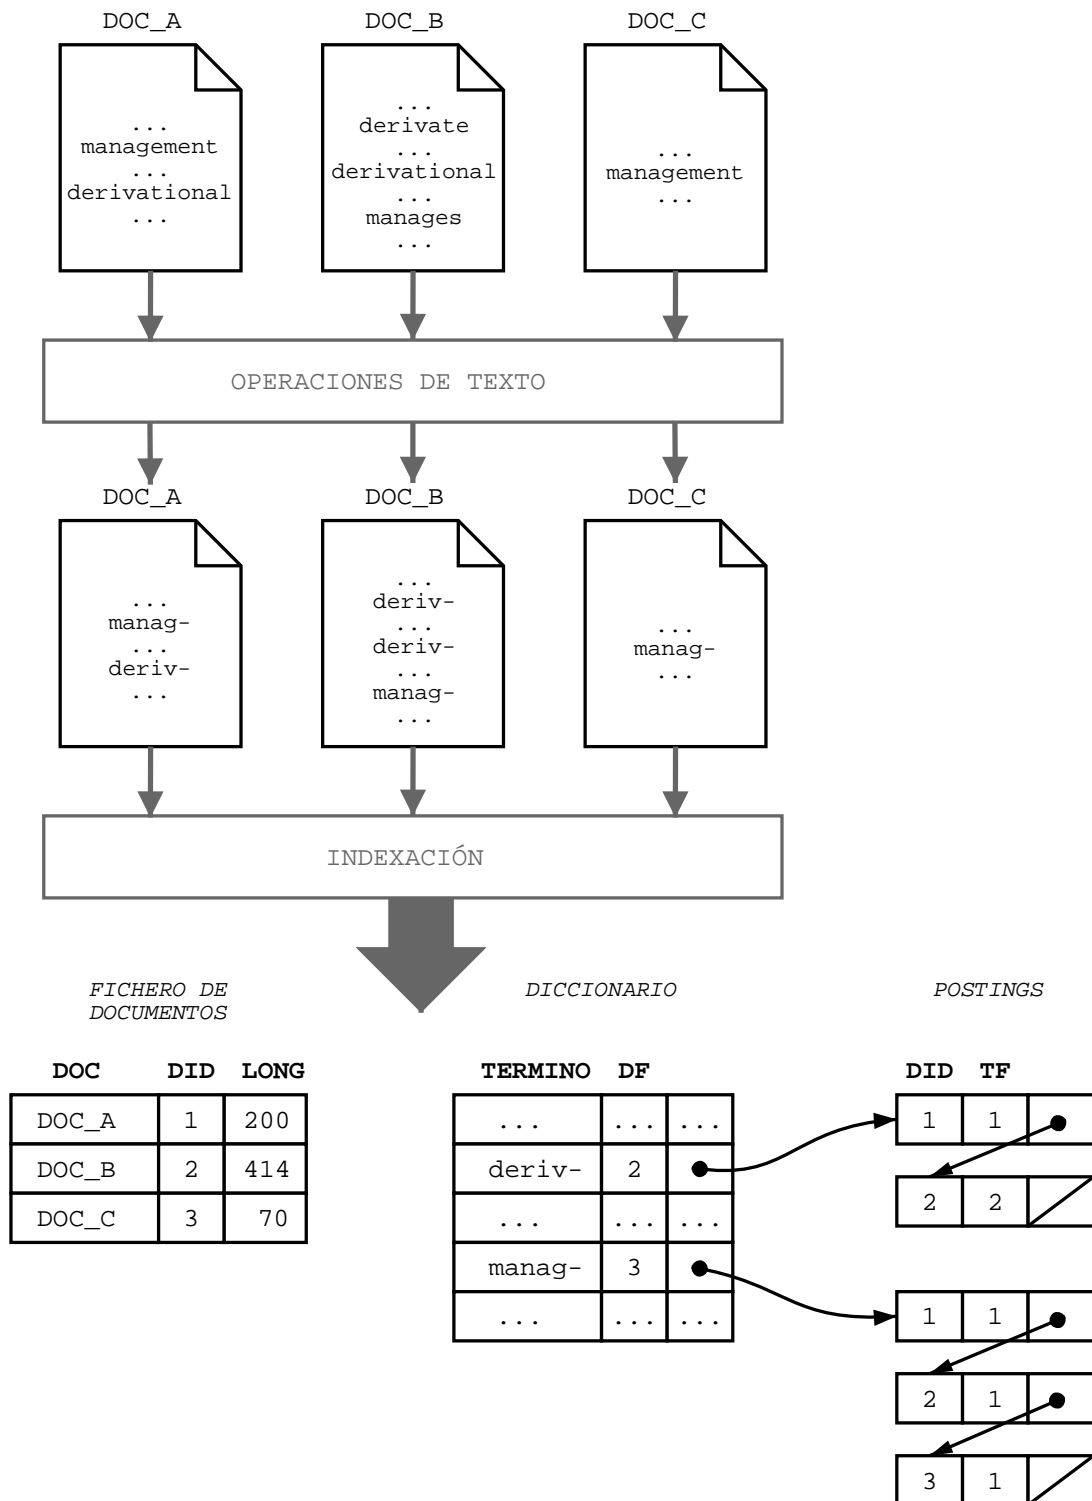 DOC_A DOC_B DOC_C
...
management
...
derivational
...
...
derivate
...
derivational
...
manages
...
...
management
...
OPERACIONES DE TEXTO
DOC_A DOC_B DOC_C
...
manag-
...
deriv-
...
...
deriv-
...
deriv-
...
manag-
...
...
manag-
...
INDEXACIÓN
FICHERO DE
DOCUMENTOS
DOC DID LONG
DOC_A 1 200
DOC_B 2 414
DOC_C 3 70
DICCIONARIO
TERMINO DF
... ... ...
deriv- 2
... ... ...
manag- 3
... ... ...
POSTINGS
DID TF
1 1
2 2
1 1
2 1
3 1